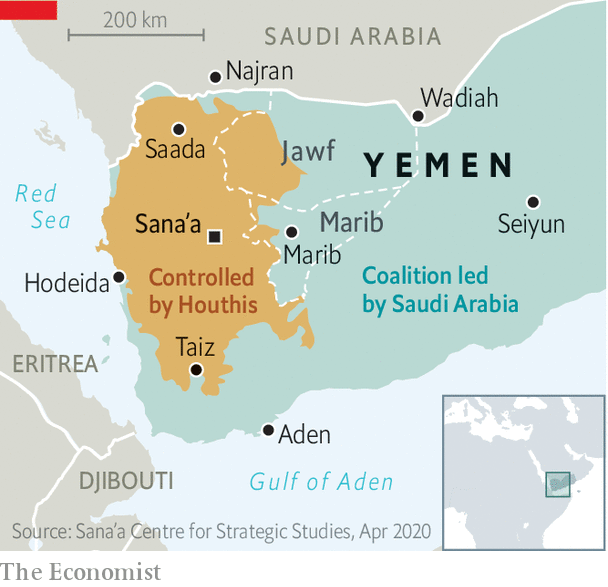 200 km
SAUDI ARABIA
Najran
Wadiah
Saada
Jawf
YEMEN
Red
Sea
Sana’a
Marib
Marib
Seiyun
Hodeida
Controlled
by Houthis
Coalition led
by Saudi Arabia
Taiz
ERITREA
Aden
DJIBOUTI
Gulf of Aden
Source: Sana’a Centre for Strategic Studies, Apr 2020
The Economist